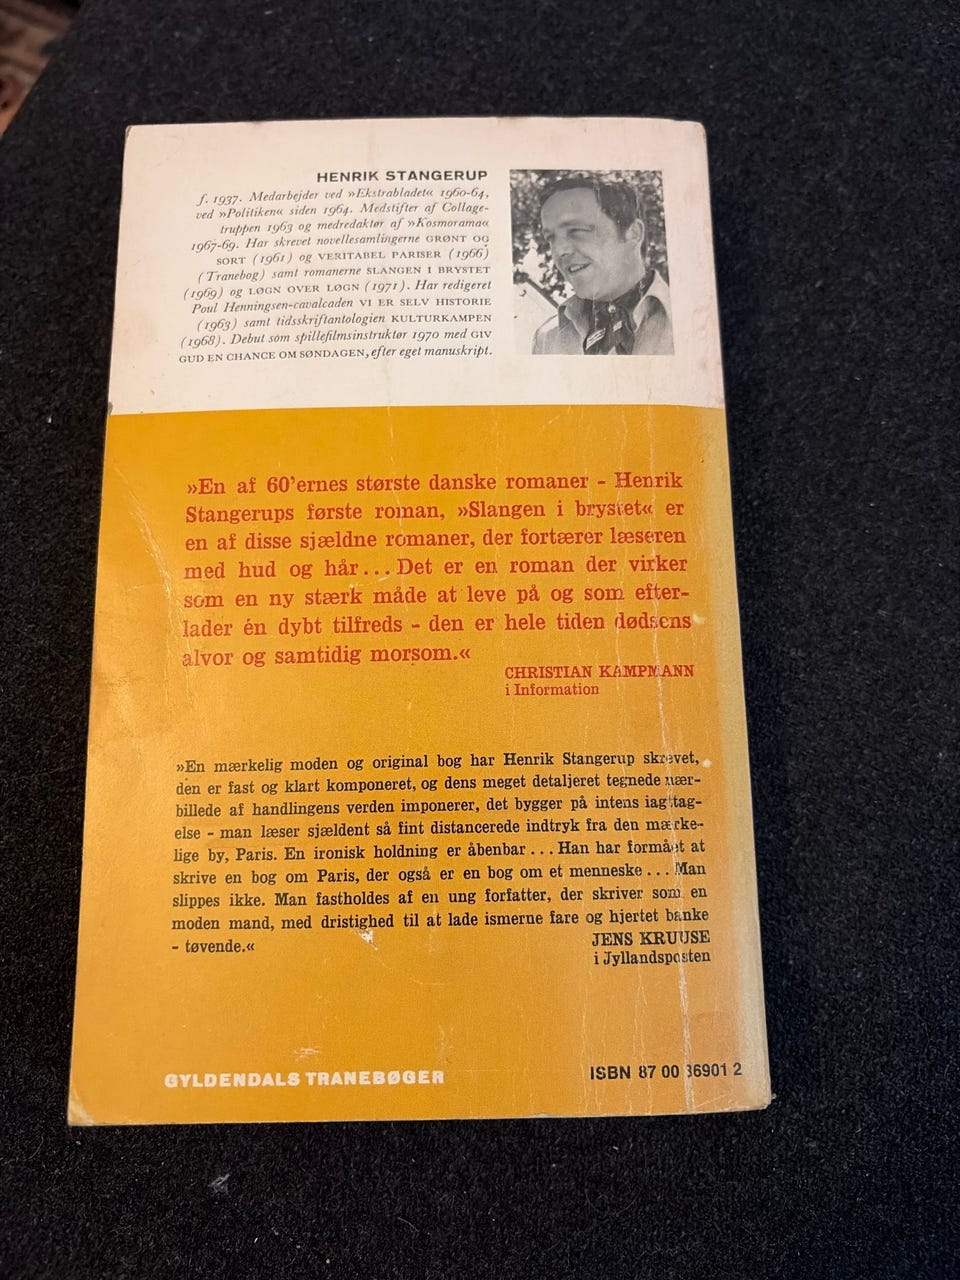 HENRIK STANGERUP
f. 1937. Medarbejder ved »Ekstrabladet« 1960-64,
ved »Politiken« siden 1964. Medstifter af Collage-
truppen 1963 og medredaktør af »Kosmorama«
1967-69. Har skrevet novellesamlingerne GRØNT OG
SORT (1961) og VERITABEL PARISER (1966)
(Tranebog) samt romanerne SLANGEN I BRYSTET
(1969) og LØGN OVER LØGN (1971). Har redigeret
Poul Henningsen-cavalcaden VI ER SELV HISTORIE
(1963) samt tidsskriftantologien KULTURKAMPEN
(1968). Debut som spillefilmsinstruktør 1970 med GIV
GUD EN CHANCE OM SØNDAGEN, efter eget manuskript.
»En af 60'ernes største danske romaner - Henrik
Stangerups første roman, »Slangen i brystet« er
en af disse sjældne romaner, der fortærer læseren
med hud og hår... Det er en roman der virker
som en ny stærk måde at leve på og som efter-
lader én dybt tilfreds - den er hele tiden dødsens
alvor og samtidig morsom.«
CHRISTIAN KAMPMANN
i Information
»En mærkelig moden og original bog har Henrik Stangerup skrevet,
den er fast og klart komponeret, og dens meget detaljeret tegnede nær-
billede af handlingens verden imponerer, det bygger på intens iagttag-
else - man læser sjældent så fint distancerede indtryk fra den mærke-
lige by, Paris. En ironisk holdning er åbenbar... Han har formået at
skrive en bog om Paris, der også er en bog om et menneske... Man
slippes ikke. Man fastholdes af en ung forfatter, der skriver som en
moden mand, med dristighed til at lade ismerne fare og hjertet banke
- tøvende.«
JENS KRUUSE
i Jyllandsposten
GYLDENDALS TRANEBØGER
ISBN 87 00 36901 2